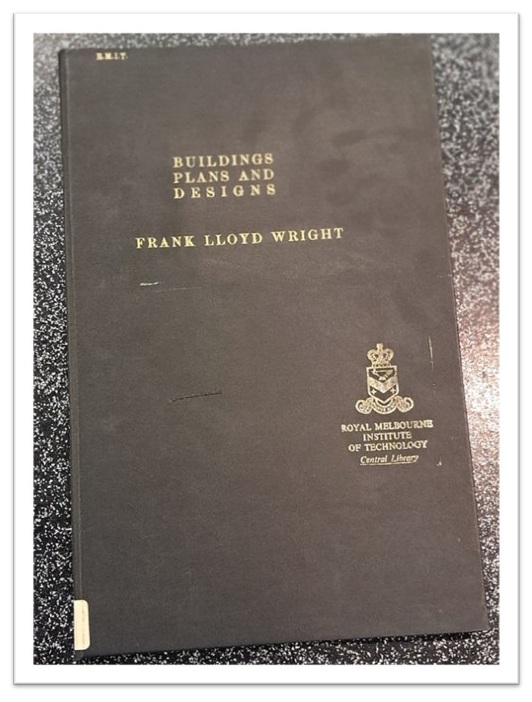 R.M.I.T.
BUILDINGS
PLANS AND
DESIGNS
FRANK LLOYD WRIGHT
ROYAL MELBOURNE
INSTITUTE
OF TECHNOLOGY
Central Library